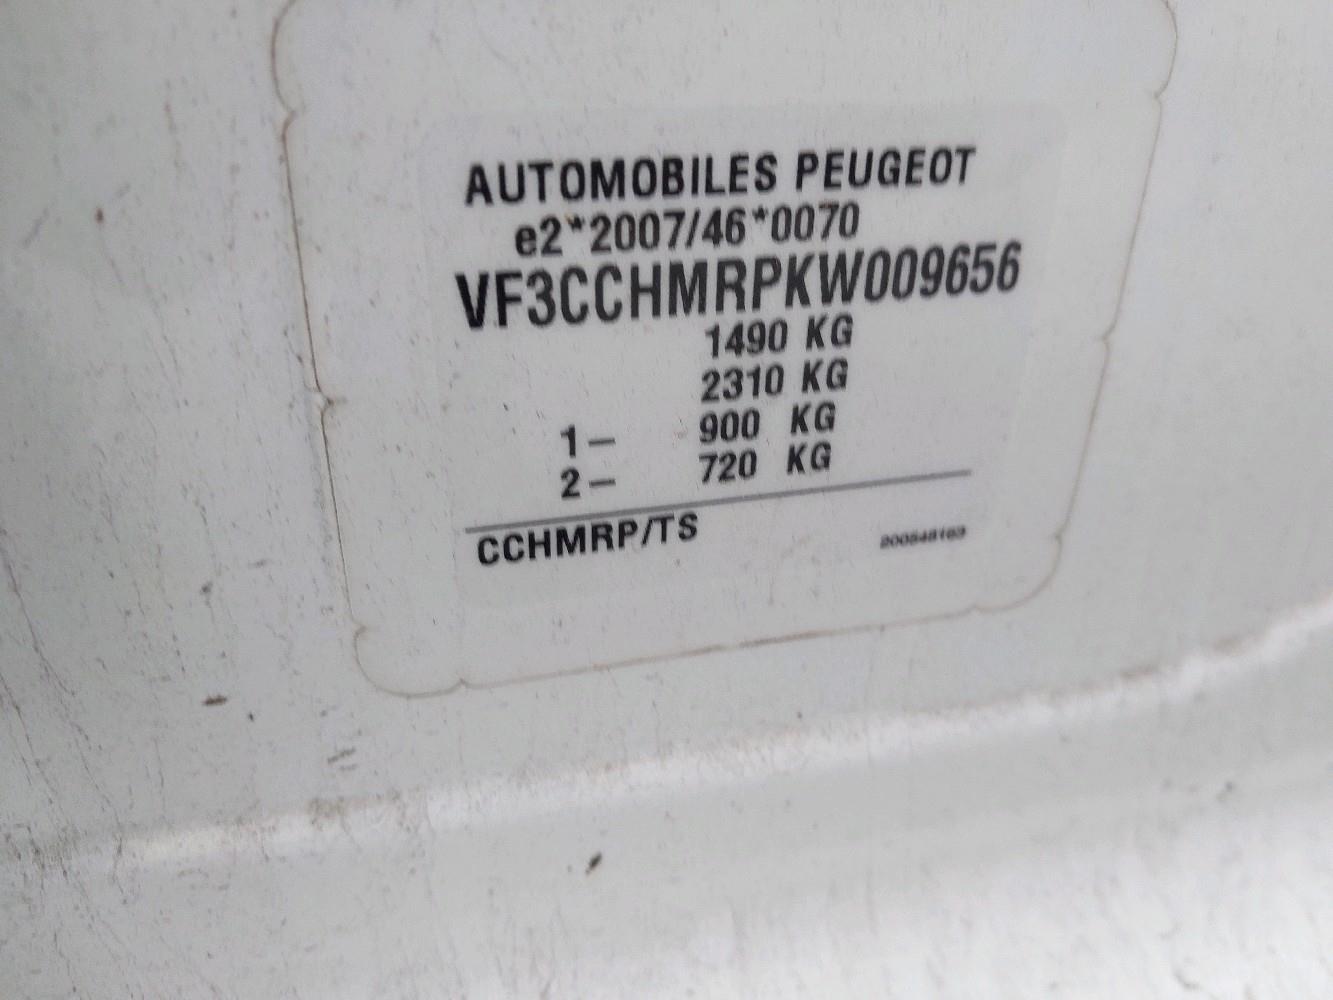 AUTOMOBILES PEUGEOT
e2*2007/46*0070
VF3CCHMRPKW009656
1490 KG
2310 KG
1- 900 KG
2- 720 KG
CCHMRP/TS